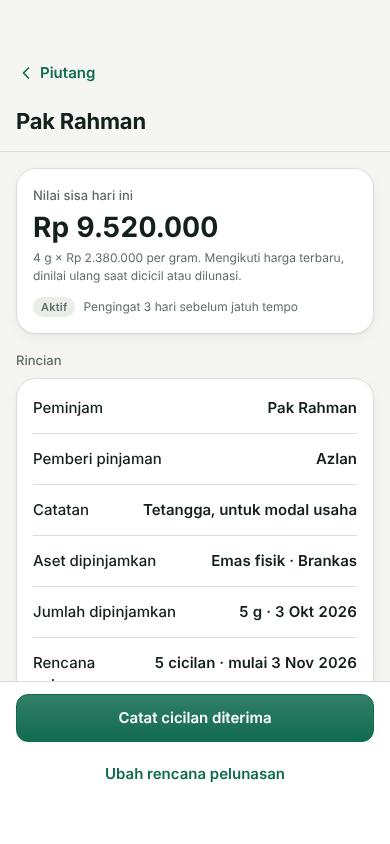 Piutang
Pak Rahman
Nilai sisa hari ini
Rp 9.520.000
4 g × Rp 2.380.000 per gram. Mengikuti harga terbaru,
dinilai ulang saat dicicil atau dilunasi.
Aktif Pengingat 3 hari sebelum jatuh tempo
Rincian
Peminjam Pak Rahman
Pemberi pinjaman Azlan
Catatan Tetangga, untuk modal usaha
Aset dipinjamkan Emas fisik · Brankas
Jumlah dipinjamkan 5 g · 3 Okt 2026
Rencana 5 cicilan · mulai 3 Nov 2026
Catat cicilan diterima
Ubah rencana pelunasan